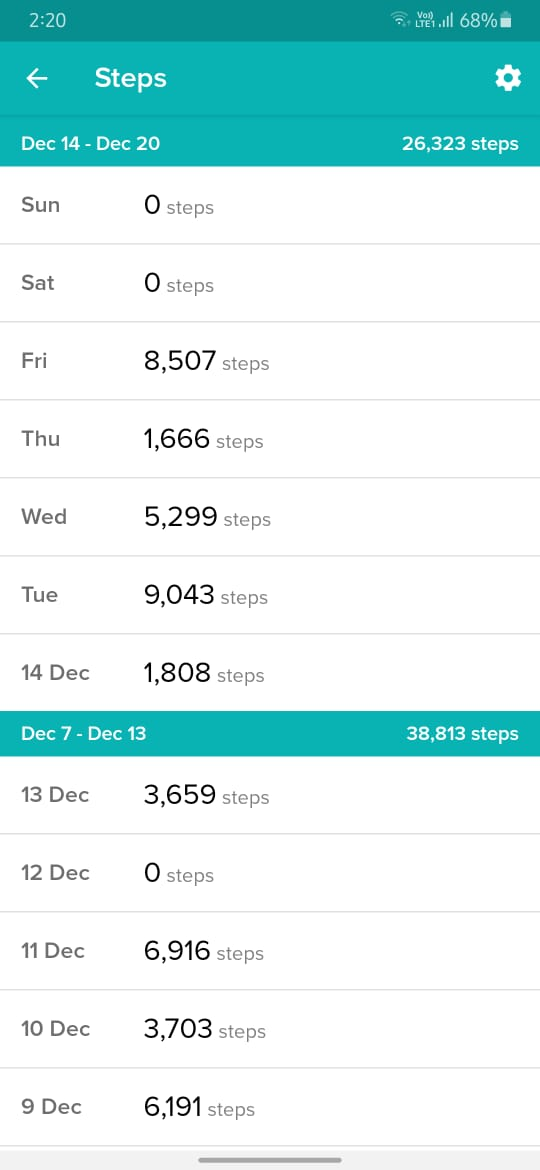 2:20 Vo)) LTE1 68%
Steps
Dec 14 - Dec 20 26,323 steps
Sun 0 steps
Sat 0 steps
Fri 8,507 steps
Thu 1,666 steps
Wed 5,299 steps
Tue 9,043 steps
14 Dec 1,808 steps
Dec 7 - Dec 13 38,813 steps
13 Dec 3,659 steps
12 Dec 0 steps
11 Dec 6,916 steps
10 Dec 3,703 steps
9 Dec 6,191 steps